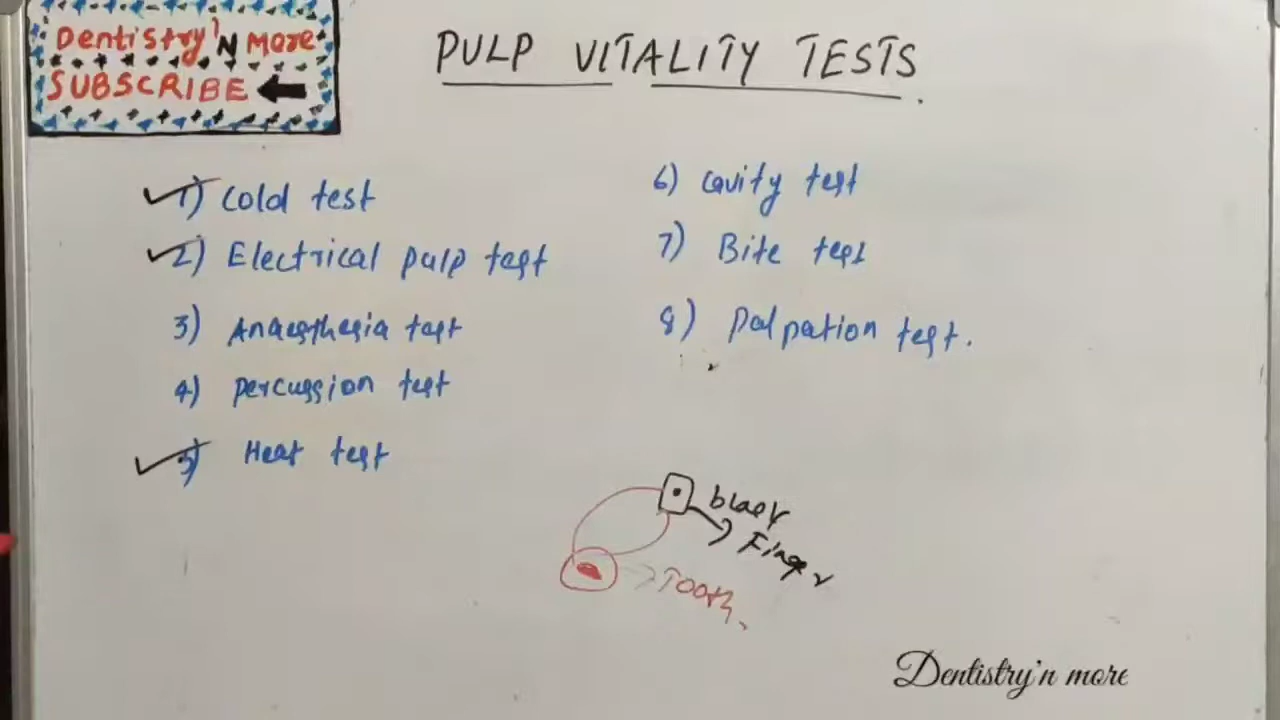 Dentistry'N More
SUBSCRIBE
PULP VITALITY TESTS.
1) Cold test
2) Electrical pulp test
3) Anaesthesia test
4) percussion test
5) Heat test
6) Cavity test
7) Bite test
8) Palpation test.
black
Finger
Tooth.
Dentistry'n more